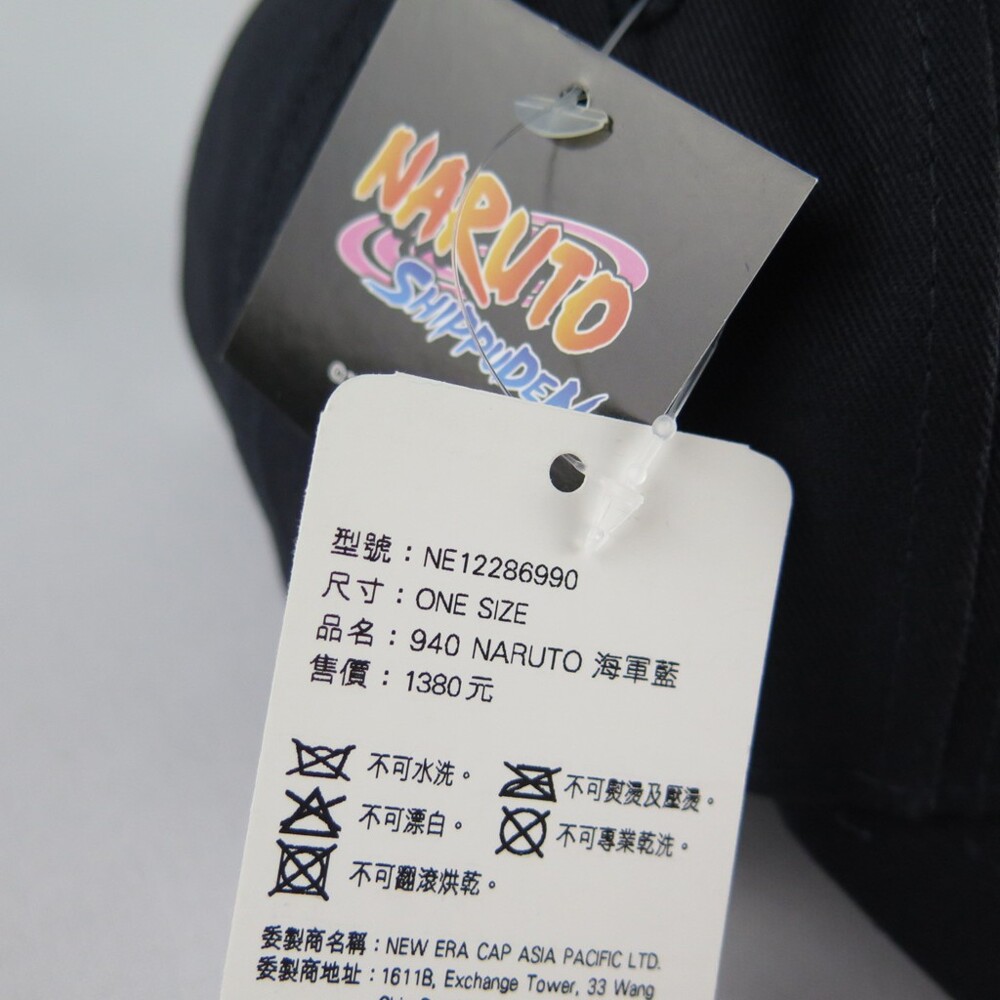 NARUTO
SHIPPUDEN
型號：NE12286990
尺寸：ONE SIZE
品名：940 NARUTO 海軍藍
售價：1380元
不可水洗。
不可熨燙及壓燙。
不可漂白。
不可專業乾洗。
不可翻滾烘乾。
委製商名稱：NEW ERA CAP ASIA PACIFIC LTD.
委製商地址：1611B, Exchange Tower, 33 Wang